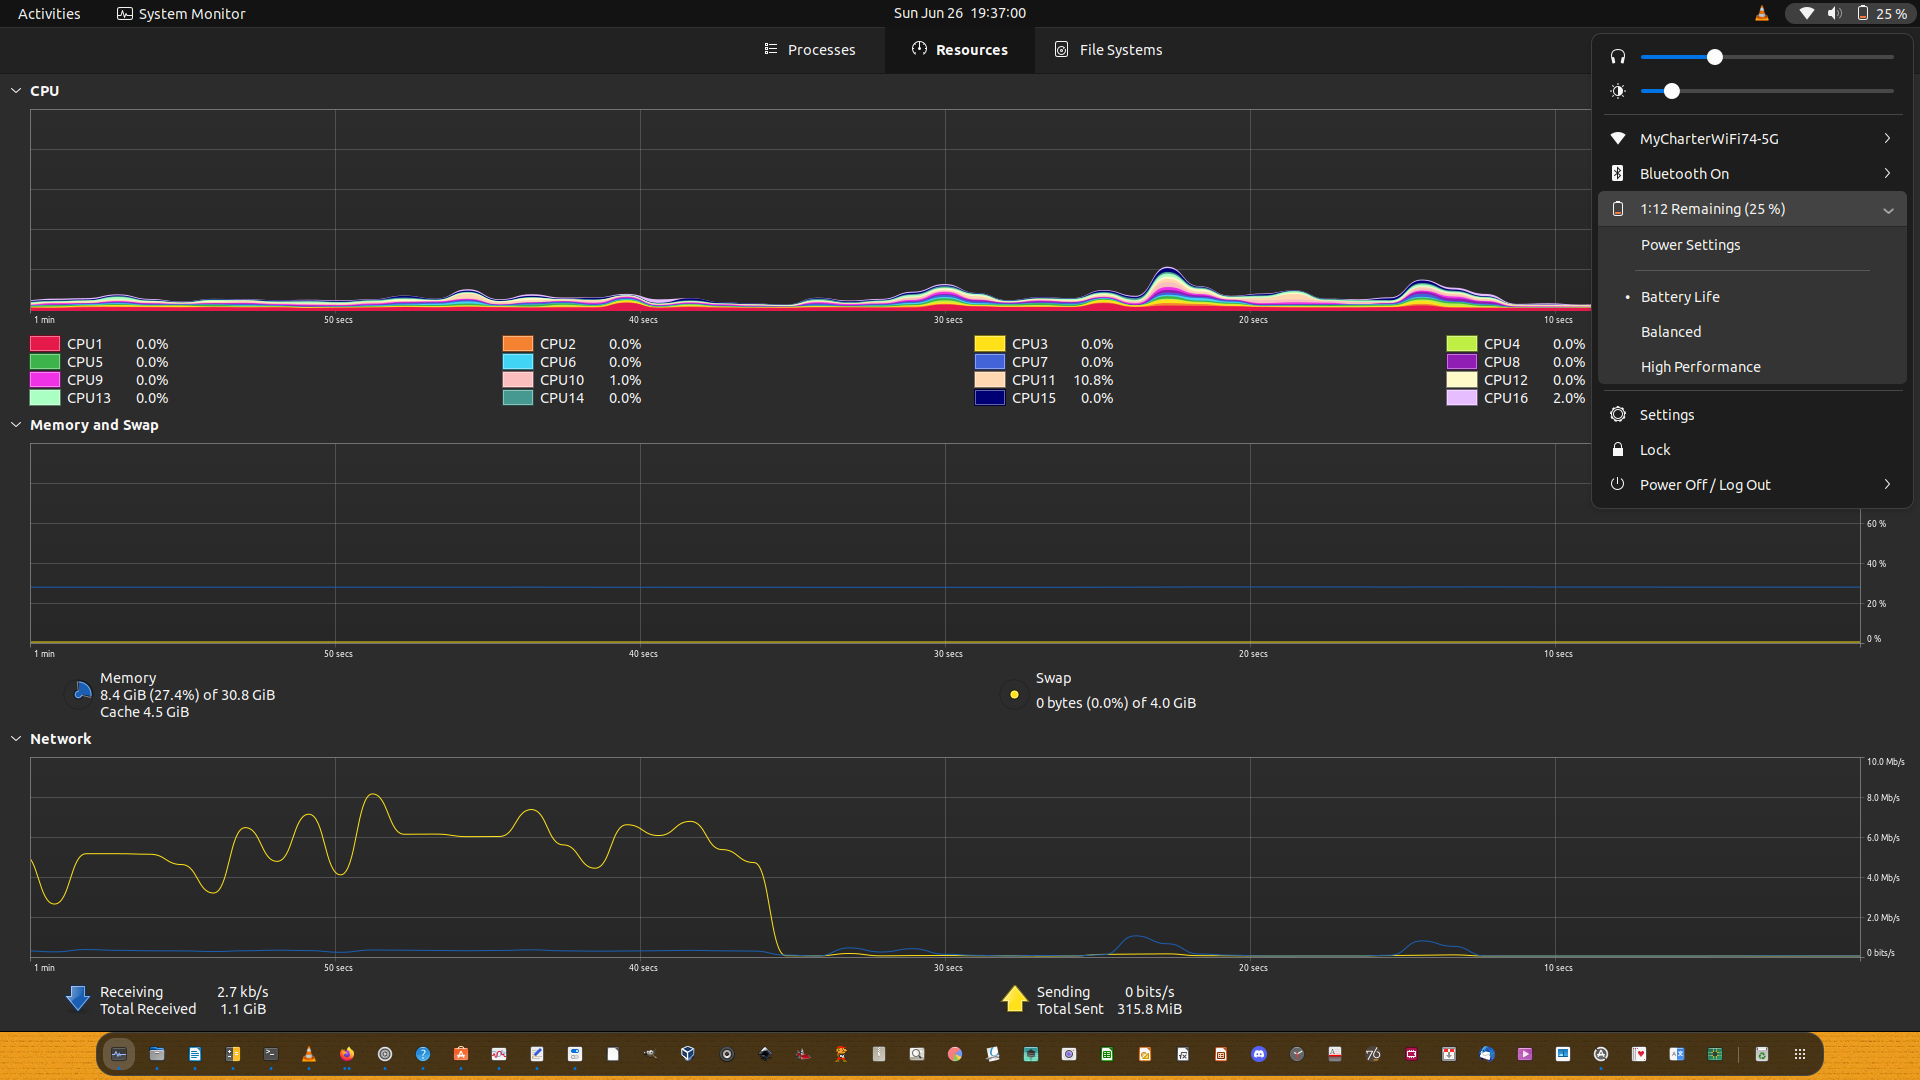 Activities
System Monitor
Sun Jun 26 19:37:00
25 %
Processes
Resources
File Systems
CPU
1 min 50 secs 40 secs 30 secs 20 secs 10 secs
CPU1 0.0% CPU2 0.0% CPU3 0.0% CPU4 0.0%
CPU5 0.0% CPU6 0.0% CPU7 0.0% CPU8 0.0%
CPU9 0.0% CPU10 1.0% CPU11 10.8% CPU12 0.0%
CPU13 0.0% CPU14 0.0% CPU15 0.0% CPU16 2.0%
MyCharterWiFi74-5G
Bluetooth On
1:12 Remaining (25 %)
Power Settings
Battery Life
Balanced
High Performance
Settings
Lock
Power Off / Log Out
Memory and Swap
60 %
40 %
20 %
0 %
1 min 50 secs 40 secs 30 secs 20 secs 10 secs
Memory
8.4 GiB (27.4%) of 30.8 GiB
Cache 4.5 GiB
Swap
0 bytes (0.0%) of 4.0 GiB
Network
10.0 Mb/s
8.0 Mb/s
6.0 Mb/s
4.0 Mb/s
2.0 Mb/s
0 bits/s
1 min 50 secs 40 secs 30 secs 20 secs 10 secs
Receiving 2.7 kb/s
Total Received 1.1 GiB
Sending 0 bits/s
Total Sent 315.8 MiB